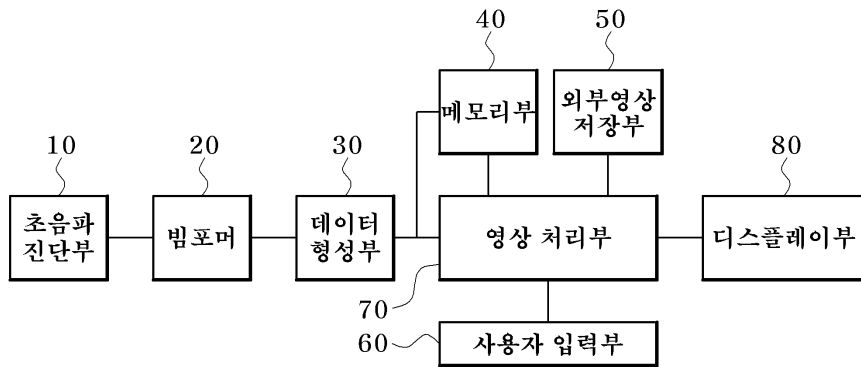 40
50
메모리부
외부영상
저장부
10
20
30
80
초음파
진단부
빔포머
데이터
형성부
영상 처리부
디스플레이부
70
60
사용자 입력부